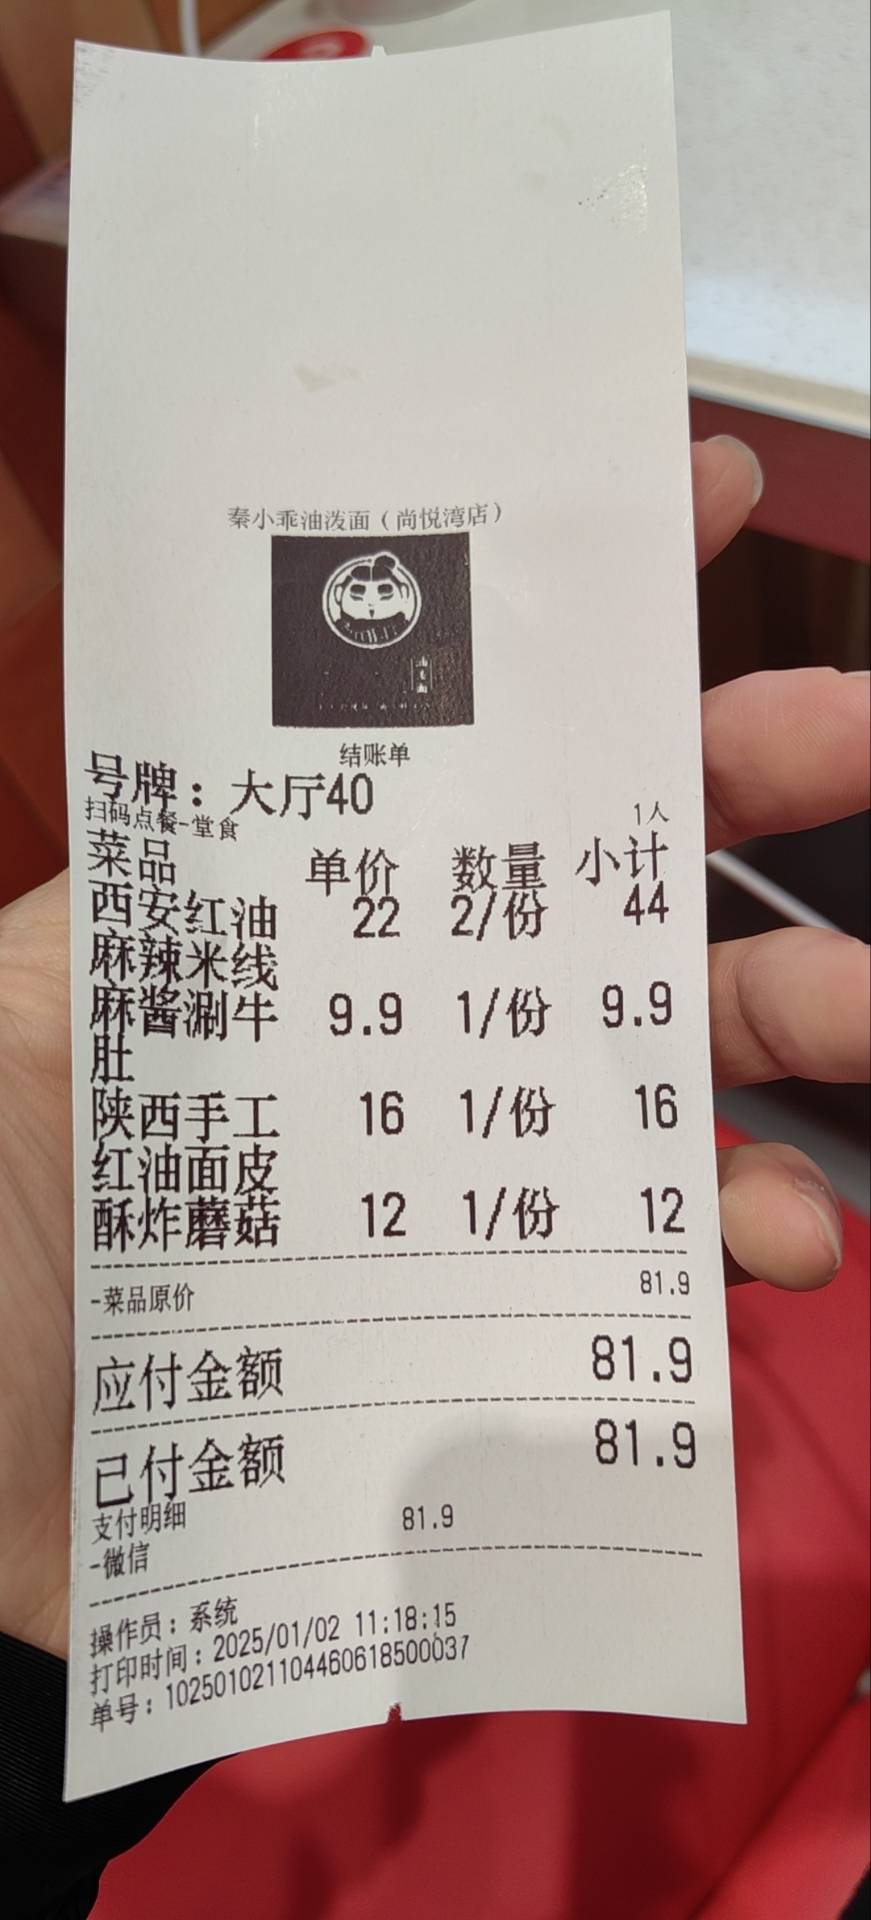 秦小乖油泼面（尚悦湾店）
结账单
号牌：大厅40
扫码点餐-堂食 1人
菜品 单价 数量 小计
西安红油 22 2/份 44
麻辣米线
麻酱涮牛 9.9 1/份 9.9
肚
陕西手工 16 1/份 16
红油面皮
酥炸蘑菇 12 1/份 12
-菜品原价 81.9
应付金额 81.9
已付金额 81.9
支付明细
-微信 81.9
操作员：系统
打印时间：2025/01/02 11:18:15
单号：102501021104460618500037